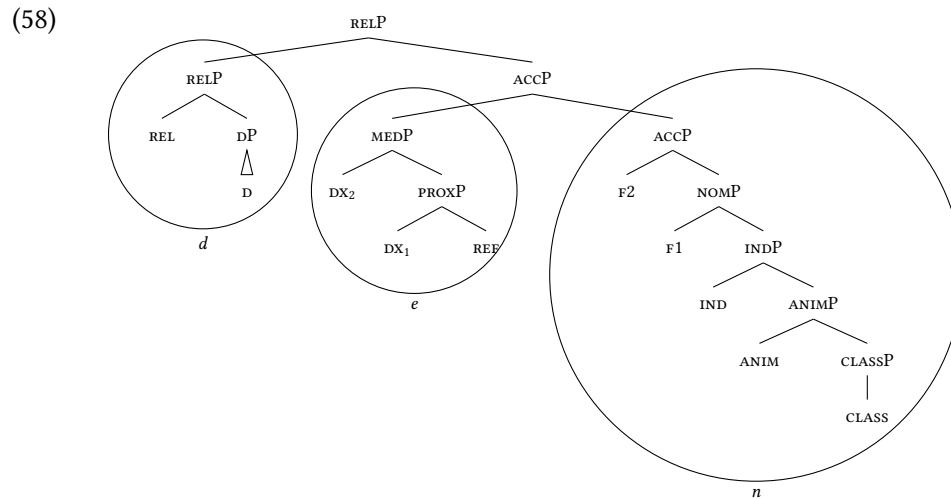 (58)
RELP
RELP ACCP
REL DP MEDP ACCP
D DX₂ PROXP F2 NOMP
d DX₁ REF F1 INDP
e IND ANIMP
ANIM CLASSP
CLASS
n